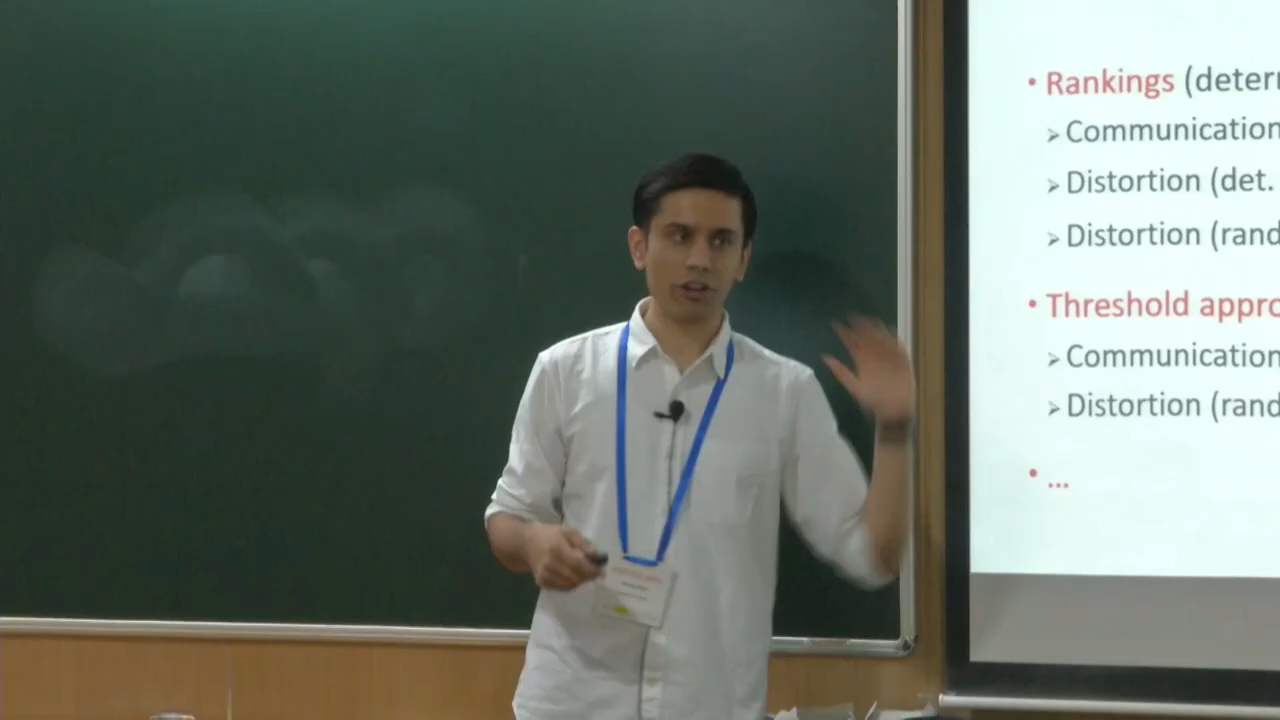 • Rankings (deter
➢ Communication
➢ Distortion (det.
➢ Distortion (rand
• Threshold appro
➢ Communication
➢ Distortion (rand
• ...